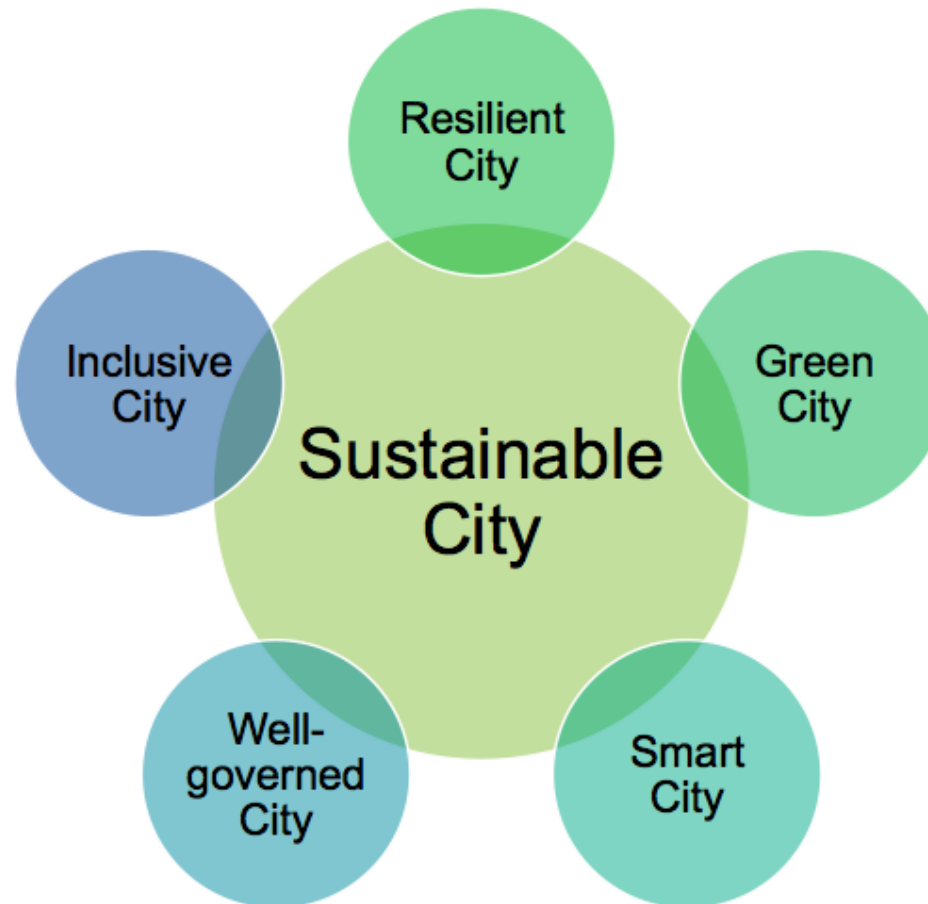 Resilient
City
Inclusive
City
Green
City
Sustainable
City
Well-
governed
City
Smart
City